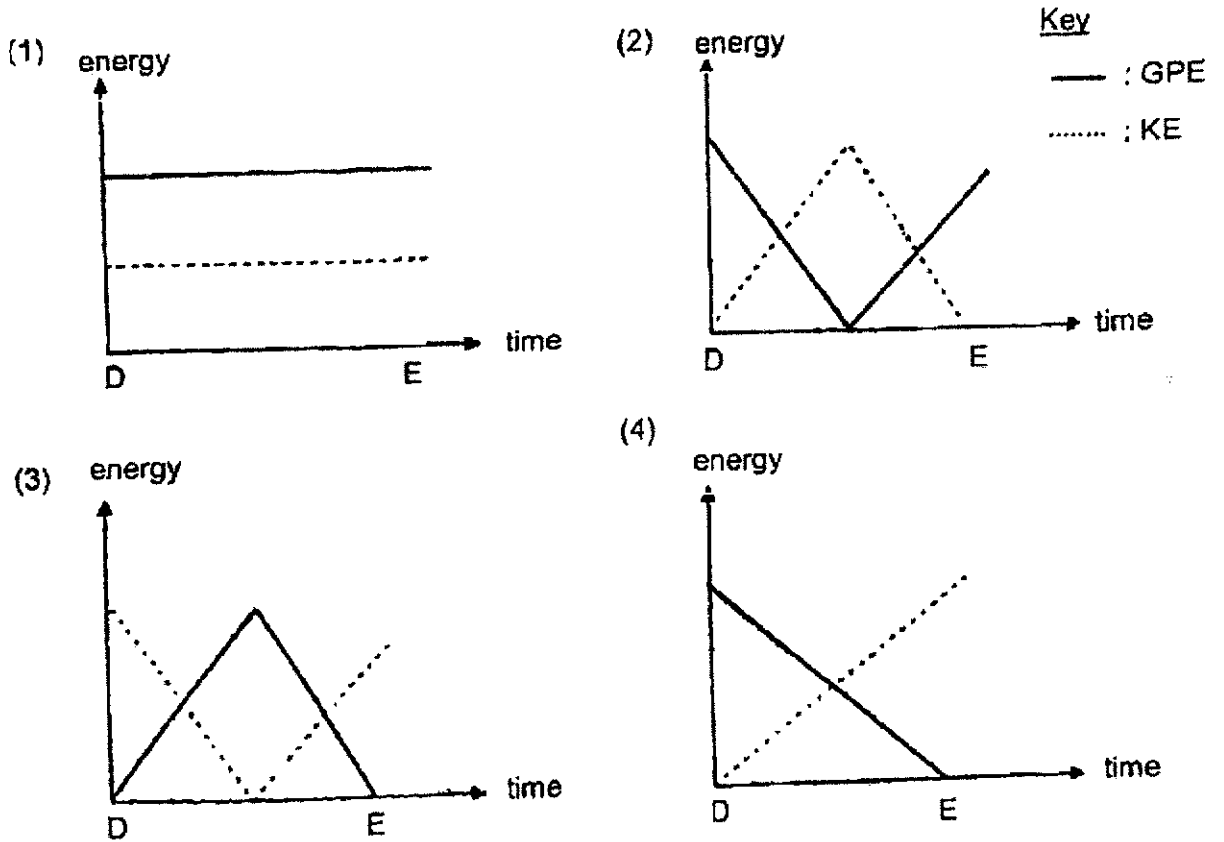 (1)
energy
time
D
E
(2)
energy
time
D
E
Key
: GPE
: KE
(3)
energy
time
D
E
(4)
energy
time
D
E